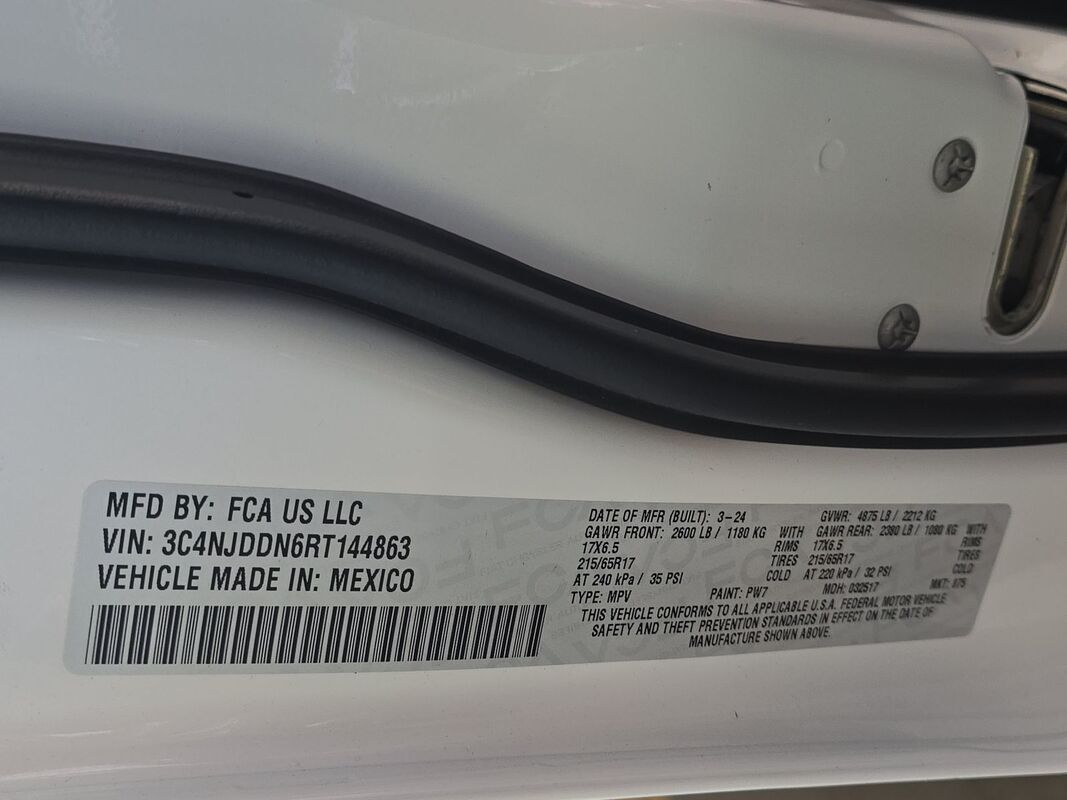 MFD BY: FCA US LLC
VIN: 3C4NJDDN6RT144863
VEHICLE MADE IN: MEXICO
DATE OF MFR (BUILT): 3-24 GVWR: 4875 LB / 2212 KG
GAWR FRONT: 2600 LB / 1180 KG WITH GAWR REAR: 2380 LB / 1080 KG WITH
17X6.5 RIMS 17X6.5 RIMS
215/65R17 TIRES 215/65R17 TIRES
AT 240 kPa / 35 PSI COLD AT 220 kPa / 32 PSI COLD
TYPE: MPV PAINT: PW7 MDH: 032517 MKT:
THIS VEHICLE CONFORMS TO ALL APPLICABLE U.S.A. FEDERAL MOTOR VEHICLE
SAFETY AND THEFT PREVENTION STANDARDS IN EFFECT ON THE DATE OF
MANUFACTURE SHOWN ABOVE.